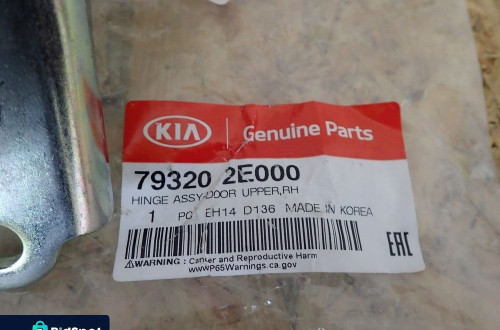 KIA Genuine Parts
79320 2E000
HINGE ASSY-DOOR UPPER,RH
1 PC EH14 D136 MADE IN KOREA
EAC
WARNING : Cancer and Reproductive Harm
www.P65Warnings.ca.gov
BidSpot